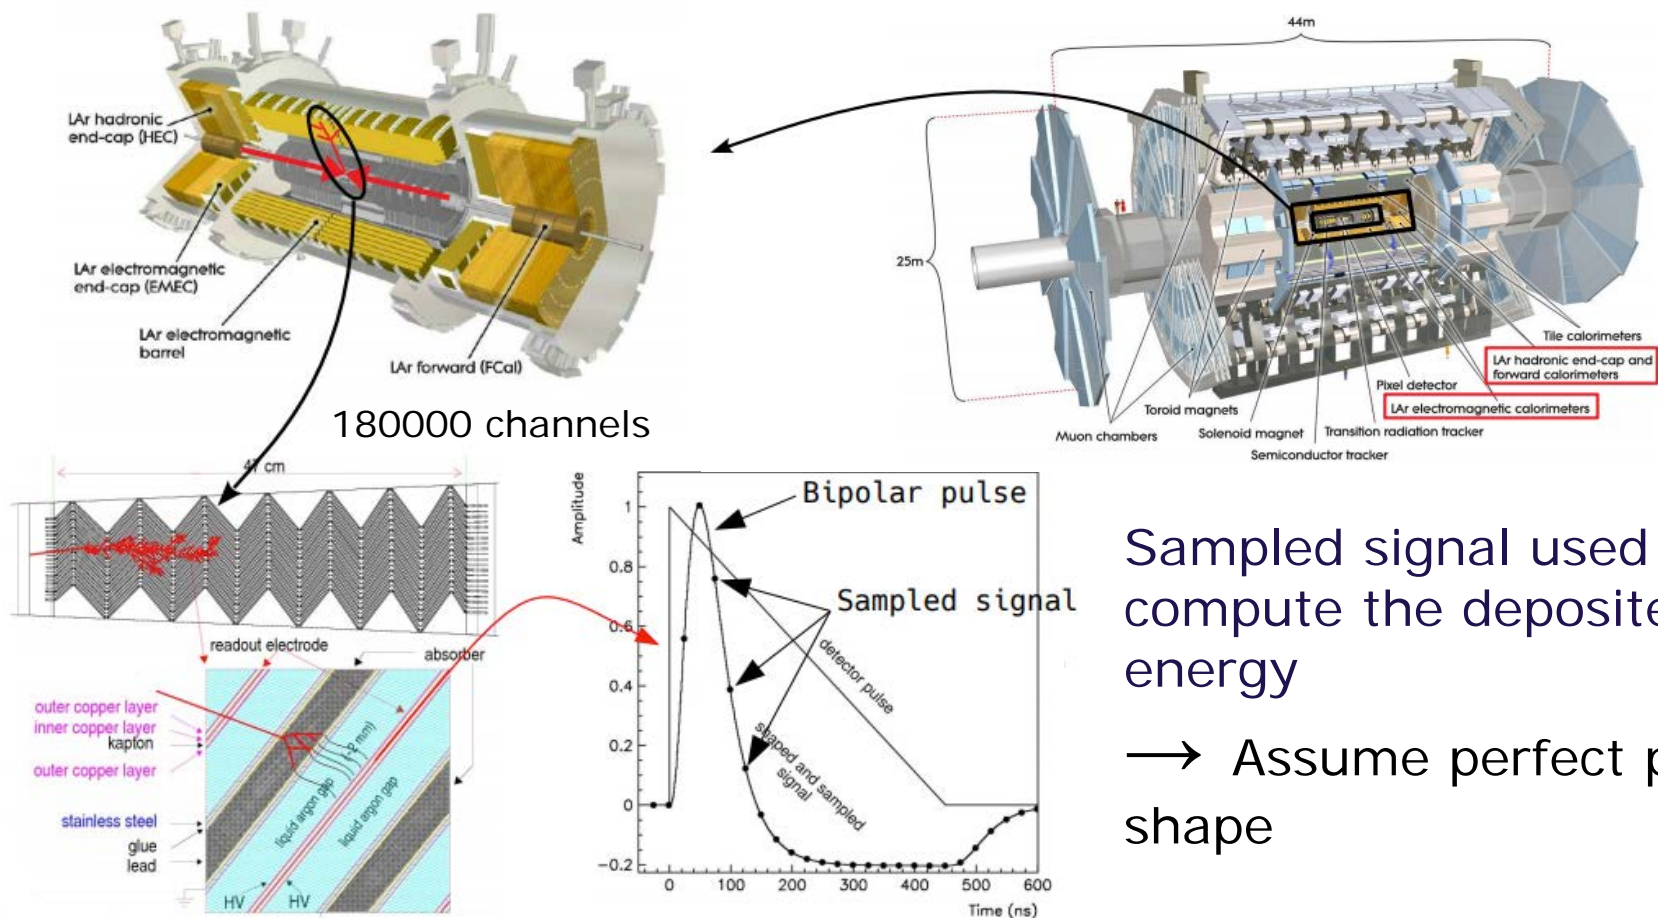 LAr hadronic
end-cap (HEC)
LAr electromagnetic
end-cap (EMEC)
LAr electromagnetic
barrel
LAr forward (FCal)
44m
25m
Tile calorimeters
LAr hadronic end-cap and
forward calorimeters
Pixel detector
LAr electromagnetic calorimeters
Toroid magnets
Muon chambers
Solenoid magnet
Transition radiation tracker
Semiconductor tracker
180000 channels
47 cm
readout electrode
absorber
outer copper layer
inner copper layer
kapton
outer copper layer
stainless steel
glue
lead
liquid argon gap
liquid argon gap
(~2 mm)
HV
HV
Amplitude
1
0.8
0.6
0.4
0.2
0
-0.2
0
100
200
300
400
500
600
Time (ns)
Bipolar pulse
Sampled signal
detector pulse
shaped and sampled
signal
Sampled signal used
compute the deposite
energy
→ Assume perfect p
shape